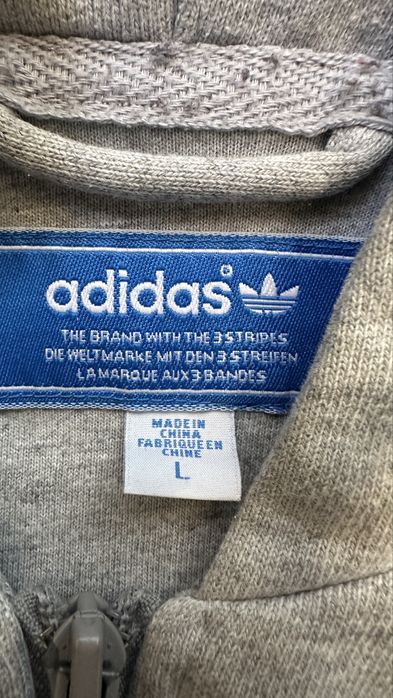 adidas
THE BRAND WITH THE 3 STRIPES
DIE WELTMARKE MIT DEN 3 STREIFEN
LA MARQUE AUX 3 BANDES
MADE IN
CHINA
FABRIQUE EN
CHINE
L